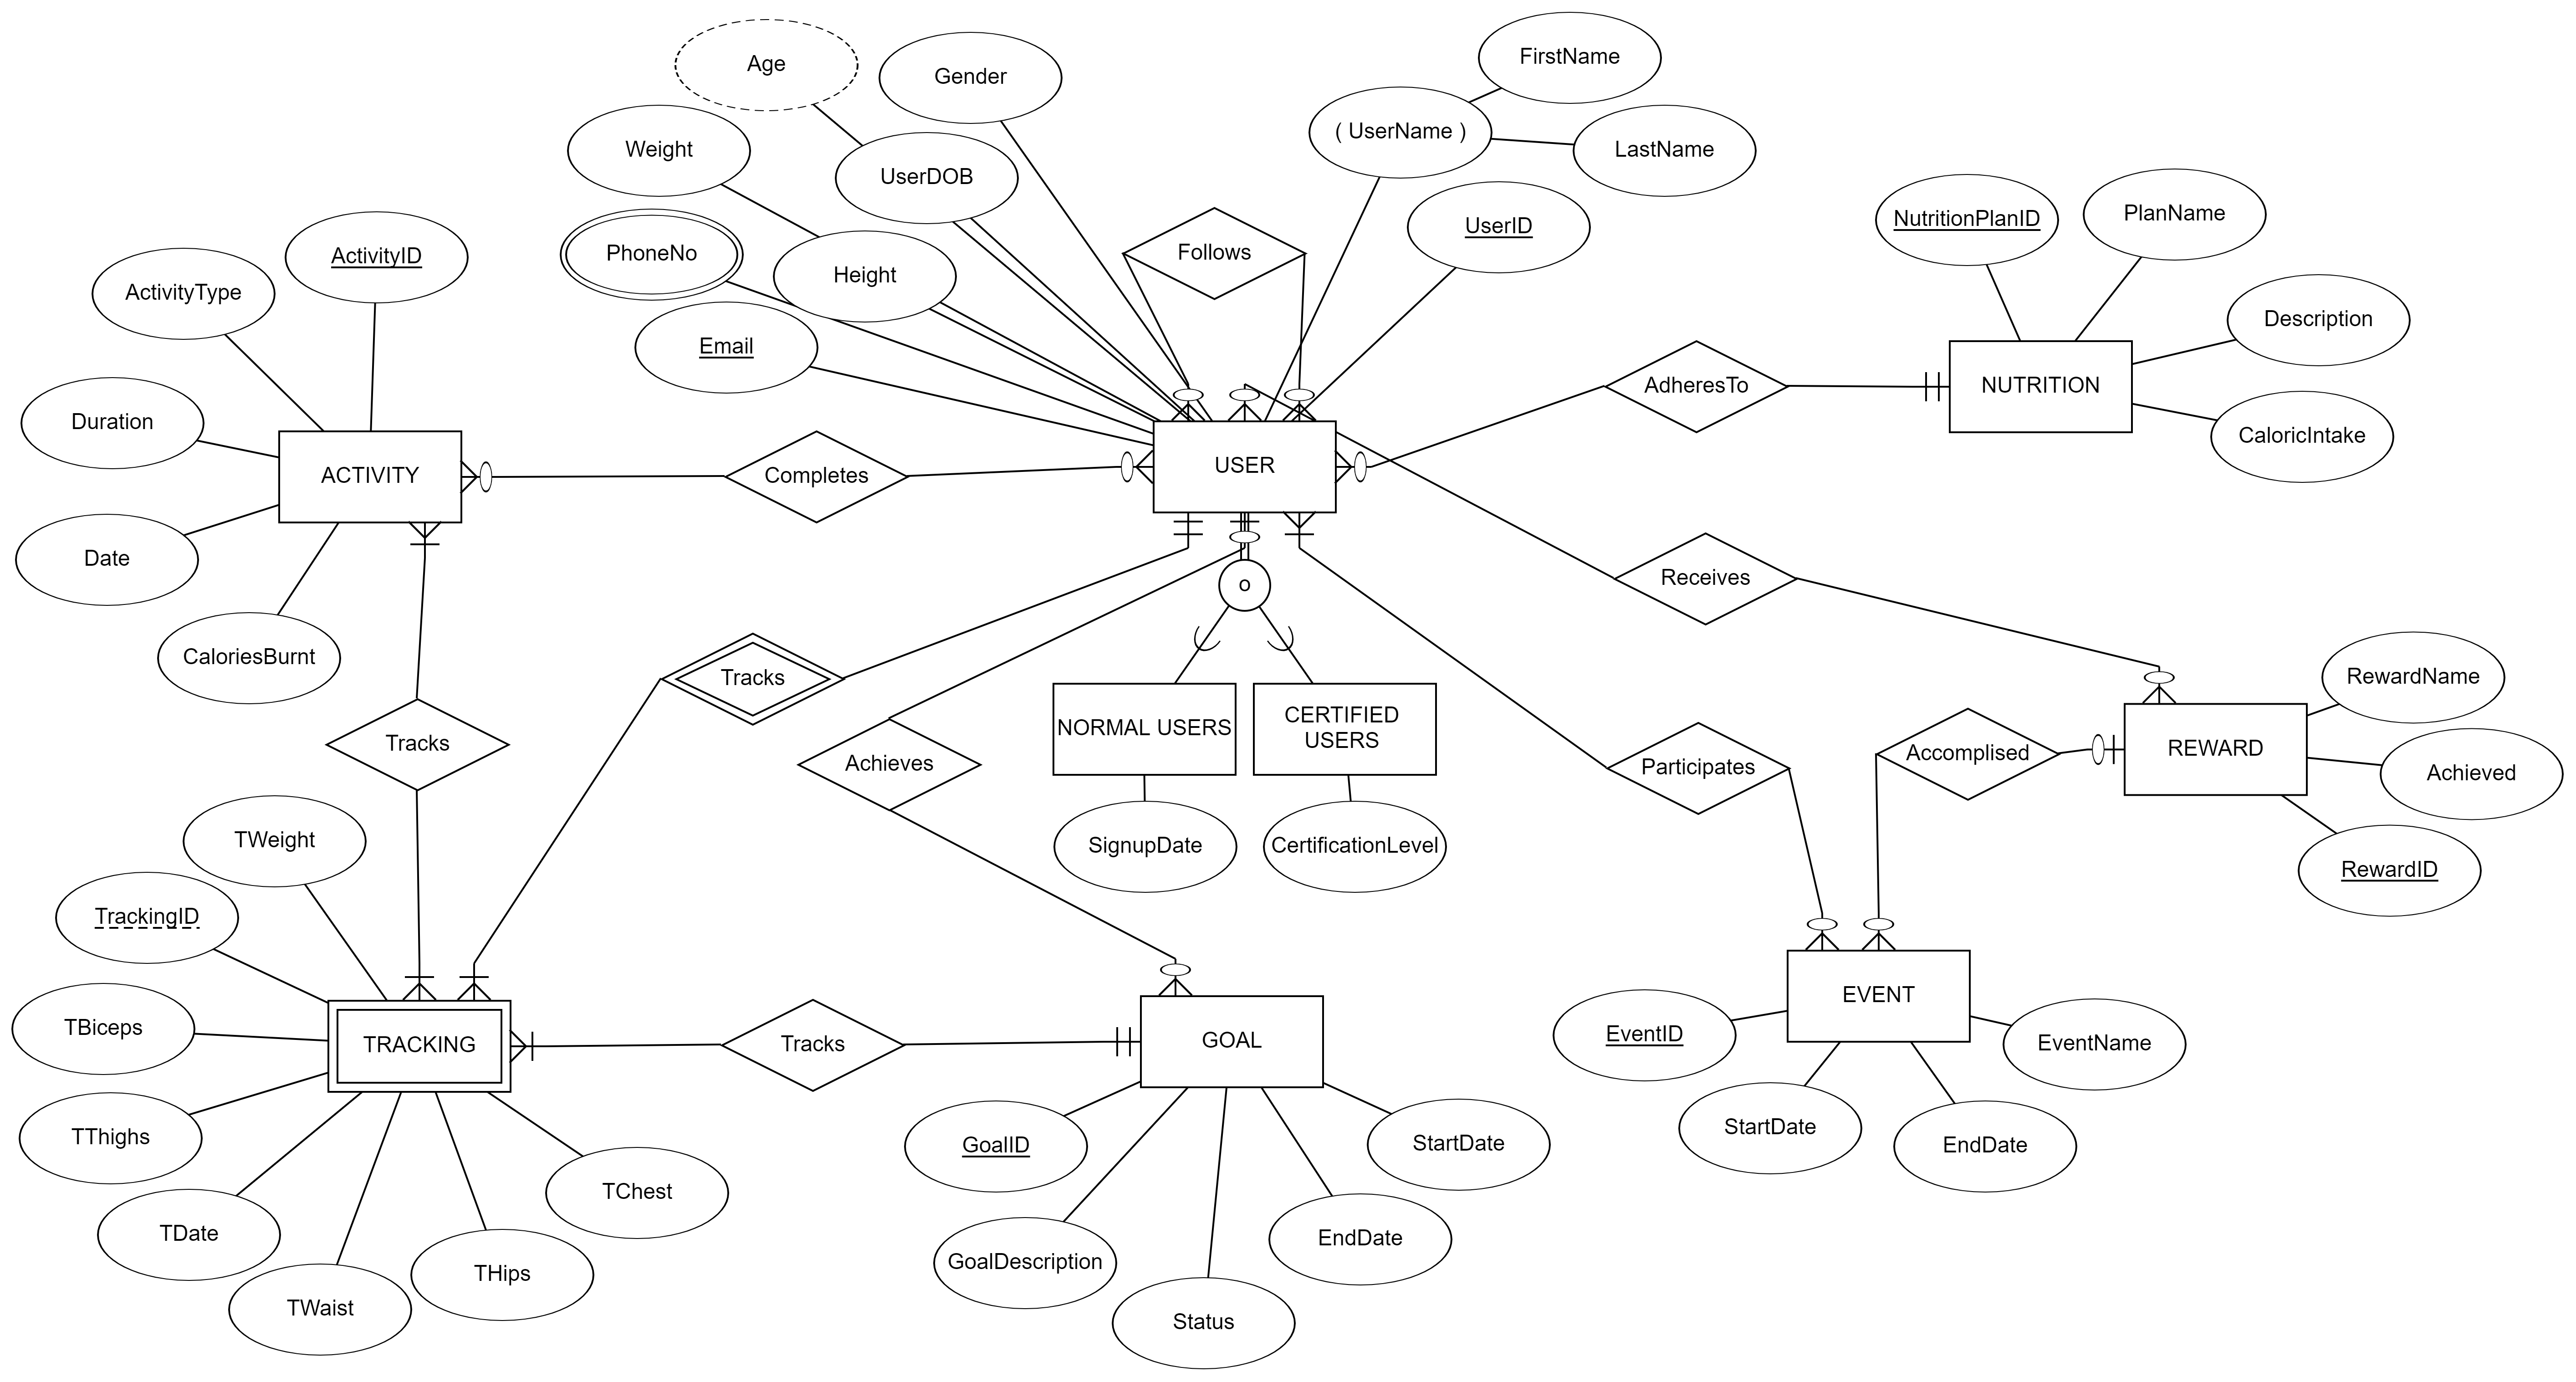 FirstName
Age
Gender
( UserName )
Weight
LastName
UserDOB
PlanName
NutritionPlanID
UserID
PhoneNo
Follows
ActivityID
Height
ActivityType
Description
Email
AdheresTo
NUTRITION
Duration
CaloricIntake
USER
ACTIVITY
Completes
Date
Receives
o
CaloriesBurnt
Tracks
RewardName
NORMAL USERS
CERTIFIED
USERS
Tracks
REWARD
Accomplised
Achieves
Participates
Achieved
TWeight
SignupDate
CertificationLevel
RewardID
TrackingID
EVENT
TBiceps
EventID
GOAL
TRACKING
Tracks
EventName
TThighs
StartDate
GoalID
StartDate
EndDate
TChest
TDate
EndDate
GoalDescription
THips
TWaist
Status